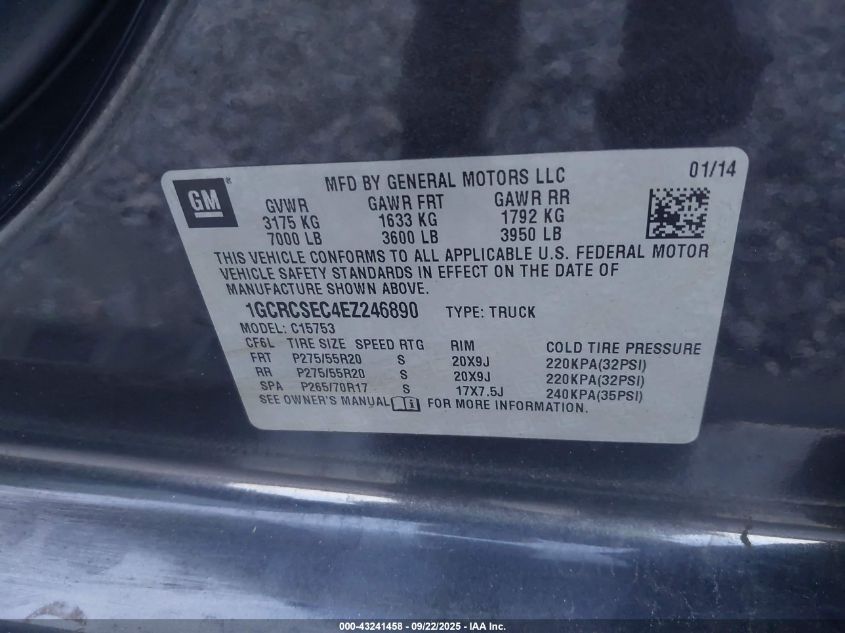 GM
MFD BY GENERAL MOTORS LLC
01/14
GVWR GAWR FRT GAWR RR
3175 KG 1633 KG 1792 KG
7000 LB 3600 LB 3950 LB
THIS VEHICLE CONFORMS TO ALL APPLICABLE U.S. FEDERAL MOTOR
VEHICLE SAFETY STANDARDS IN EFFECT ON THE DATE OF
MANUFACTURE SHOWN ABOVE.
1GCRCSEC4EZ246890 TYPE: TRUCK
MODEL: C15753
CF6L TIRE SIZE SPEED RTG RIM COLD TIRE PRESSURE
FRT P275/55R20 S 20X9J 220KPA(32PSI)
RR P275/55R20 S 20X9J 220KPA(32PSI)
SPA P265/70R17 S 17X7.5J 240KPA(35PSI)
SEE OWNER'S MANUAL FOR MORE INFORMATION.
000-43241458 - 09/22/2025 - IAA Inc.